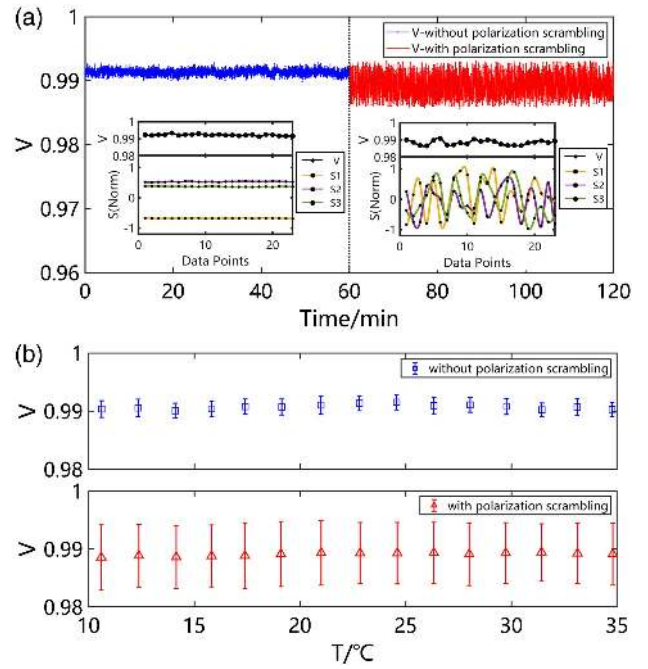 (a)
1
0.99
0.98
0.97
0.96
V
V-without polarization scrambling
V-with polarization scrambling
1
0.99
0.98
V
1
0
-1
S(Norm)
10
20
Data Points
V
S1
S2
S3
1
0.99
0.98
V
1
0
-1
S(Norm)
0
10
20
Data Points
V
S1
S2
S3
0
20
40
60
80
100
120
Time/min
(b)
1
0.99
0.98
V
without polarization scrambling
1
0.99
0.98
V
with polarization scrambling
10
15
20
25
30
35
T/°C